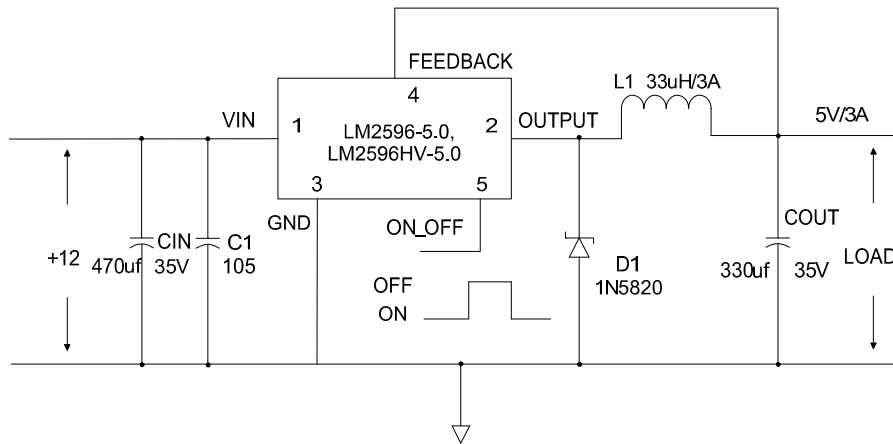 FEEDBACK
4
L1 33uH/3A
VIN
1
LM2596-5.0,
LM2596HV-5.0
2
OUTPUT
5V/3A
3
5
GND
ON_OFF
COUT
CIN
C1
+12
470uf
35V
105
D1
1N5820
330uf
35V
LOAD
OFF
ON